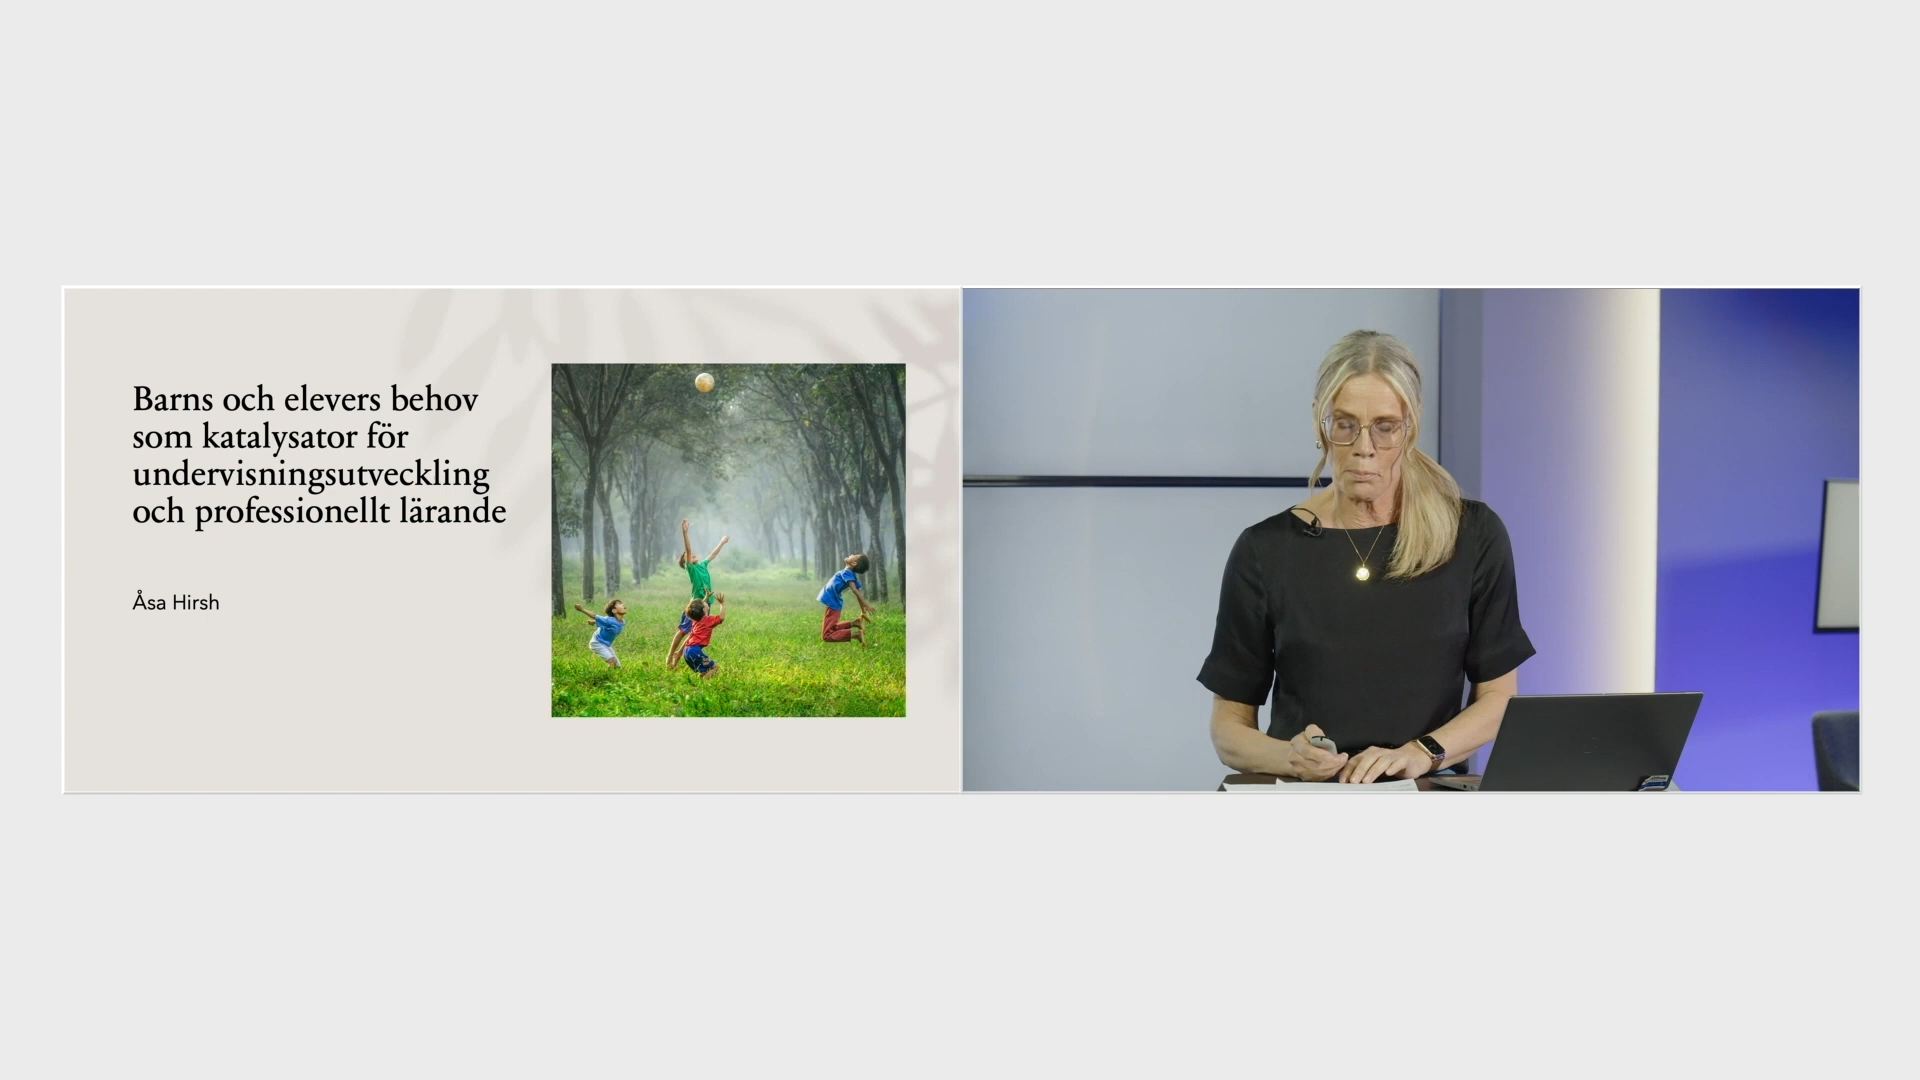 Barns och elevers behov
som katalysator för
undervisningsutveckling
och professionellt lärande
Åsa Hirsh